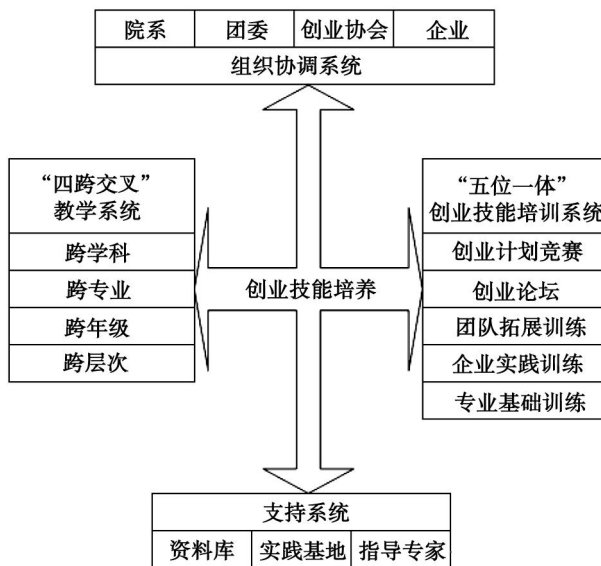 院系 团委 创业协会 企业
组织协调系统
“四跨交叉”
教学系统
跨学科
跨专业
跨年级
跨层次
创业技能培养
“五位一体”
创业技能培训系统
创业计划竞赛
创业论坛
团队拓展训练
企业实践训练
专业基础训练
支持系统
资料库 实践基地 指导专家